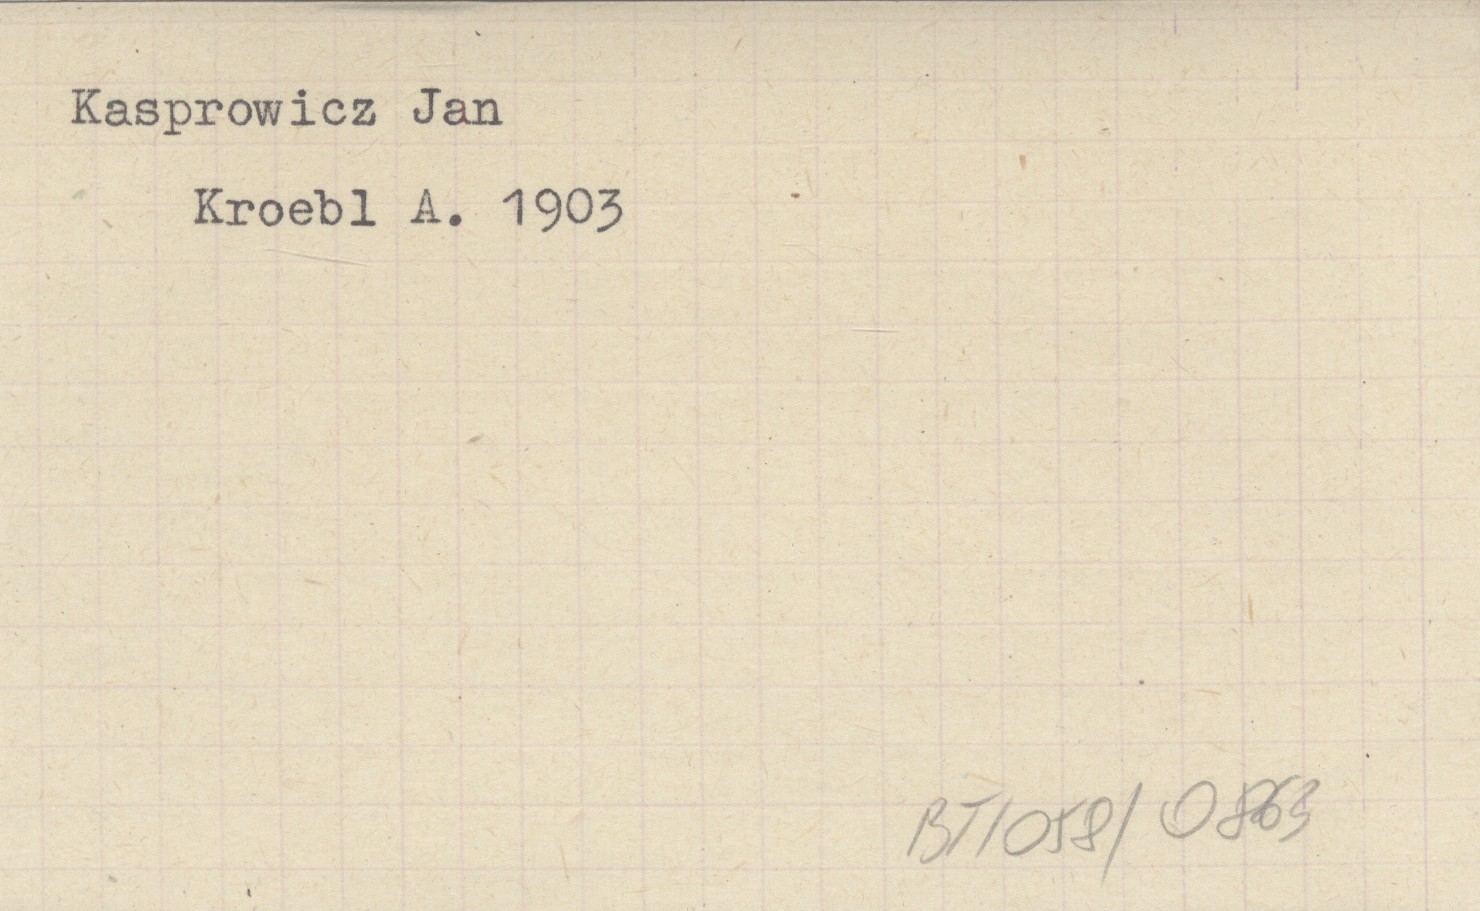 Kasprowicz Jan
Kroebl A. 1903
BT/058/0863